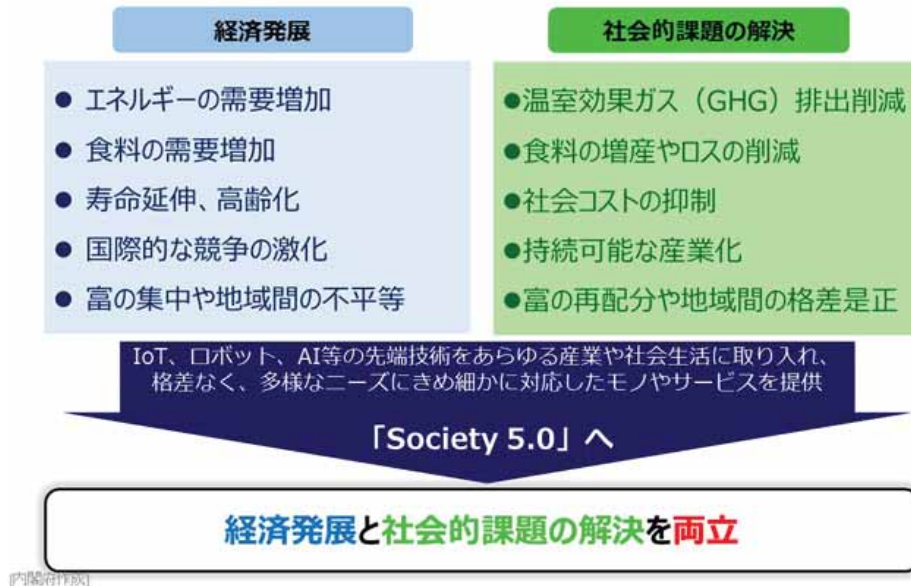 経済発展
● エネルギーの需要増加
● 食料の需要増加
● 寿命延伸、高齢化
● 国際的な競争の激化
● 富の集中や地域間の不平等
社会的課題の解決
●温室効果ガス（GHG）排出削減
●食料の増産やロスの削減
●社会コストの抑制
●持続可能な産業化
●富の再配分や地域間の格差是正
IoT、ロボット、AI等の先端技術をあらゆる産業や社会生活に取り入れ、
格差なく、多様なニーズにきめ細かに対応したモノやサービスを提供
「Society 5.0」へ
経済発展と社会的課題の解決を両立
[内閣府作成]